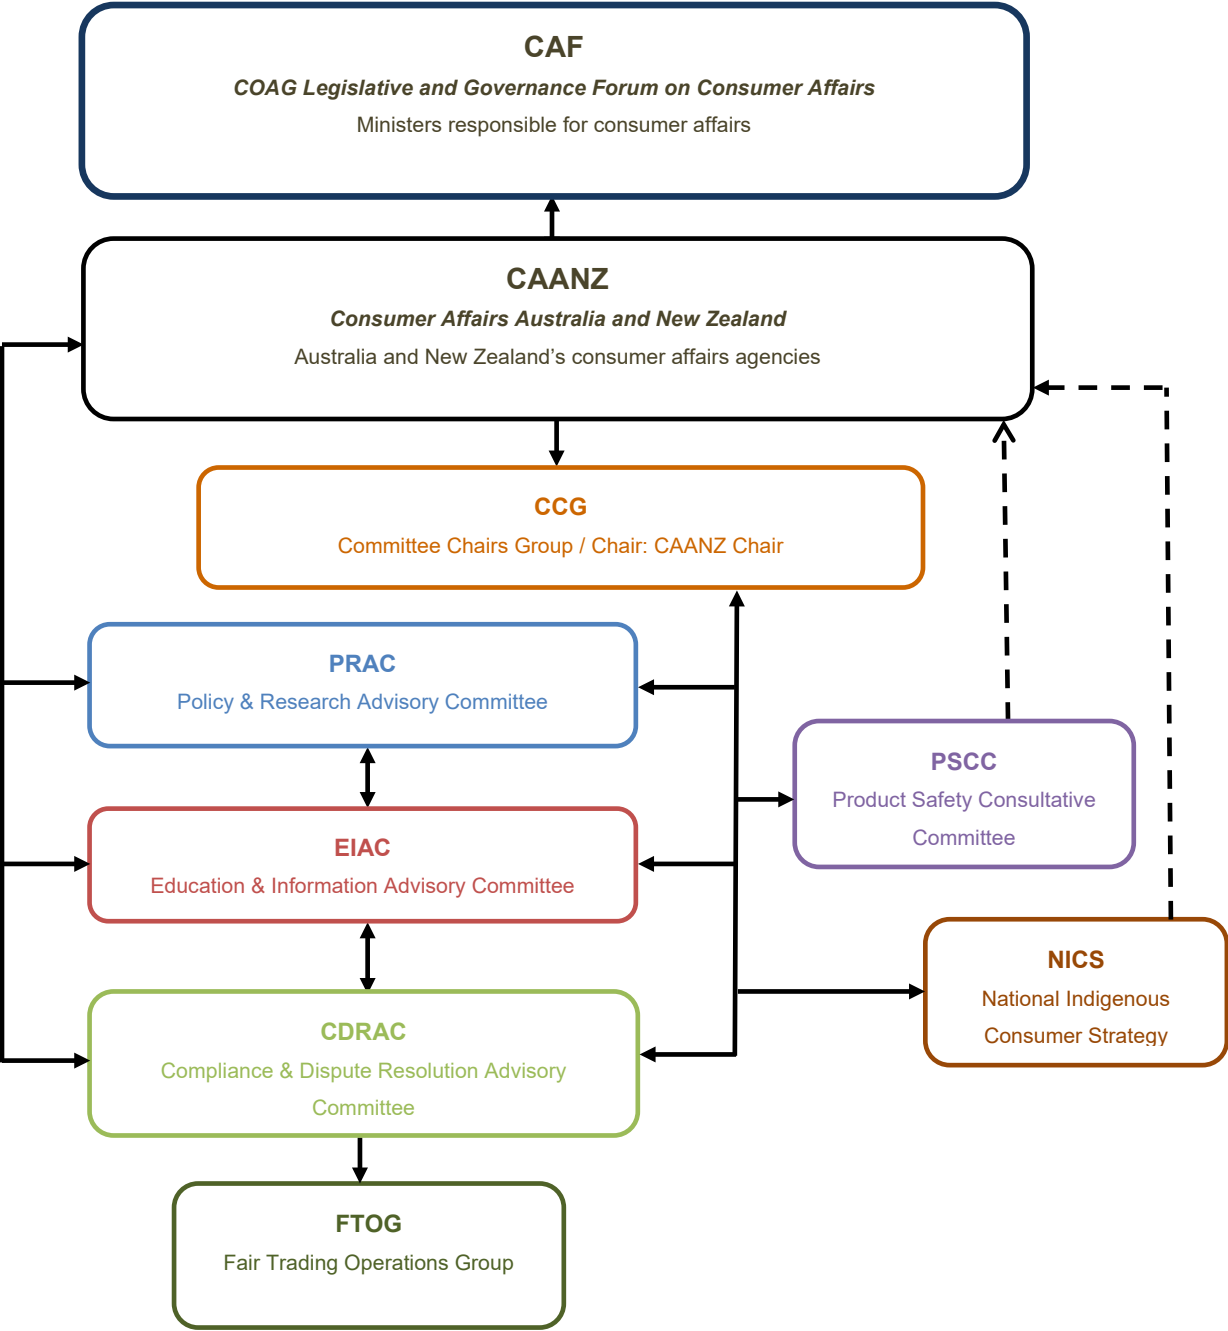 CAF
COAG Legislative and Governance Forum on Consumer Affairs
Ministers responsible for consumer affairs
CAANZ
Consumer Affairs Australia and New Zealand
Australia and New Zealand’s consumer affairs agencies
CCG
Committee Chairs Group / Chair: CAANZ Chair
PRAC
Policy & Research Advisory Committee
PSCC
Product Safety Consultative
Committee
EIAC
Education & Information Advisory Committee
NICS
National Indigenous
Consumer Strategy
CDRAC
Compliance & Dispute Resolution Advisory
Committee
FTOG
Fair Trading Operations Group